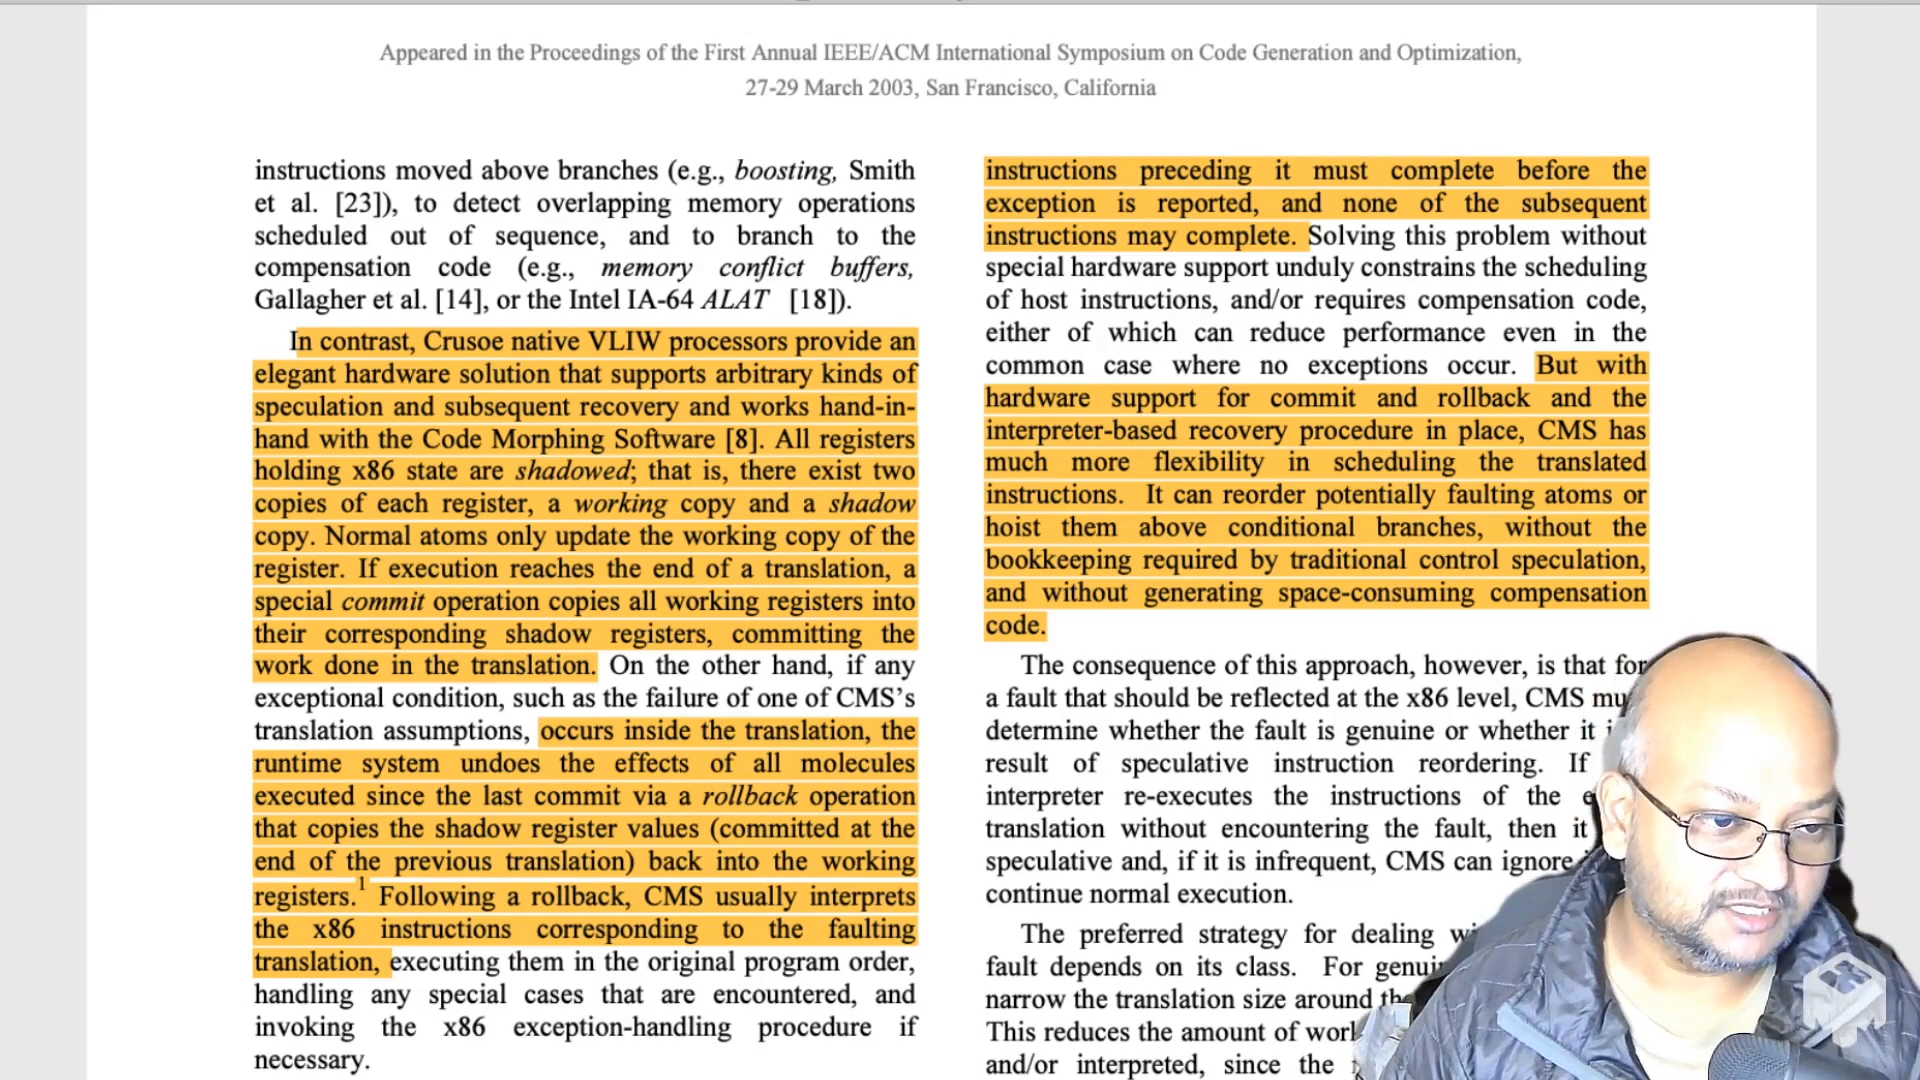 Appeared in the Proceedings of the First Annual IEEE/ACM International Symposium on Code Generation and Optimization,
27-29 March 2003, San Francisco, California
instructions moved above branches (e.g., boosting, Smith
et al. [23]), to detect overlapping memory operations
scheduled out of sequence, and to branch to the
compensation code (e.g., memory conflict buffers,
Gallagher et al. [14], or the Intel IA-64 ALAT [18]).
In contrast, Crusoe native VLIW processors provide an
elegant hardware solution that supports arbitrary kinds of
speculation and subsequent recovery and works hand-in-
hand with the Code Morphing Software [8]. All registers
holding x86 state are shadowed; that is, there exist two
copies of each register, a working copy and a shadow
copy. Normal atoms only update the working copy of the
register. If execution reaches the end of a translation, a
special commit operation copies all working registers into
their corresponding shadow registers, committing the
work done in the translation. On the other hand, if any
exceptional condition, such as the failure of one of CMS's
translation assumptions, occurs inside the translation, the
runtime system undoes the effects of all molecules
executed since the last commit via a rollback operation
that copies the shadow register values (committed at the
end of the previous translation) back into the working
registers.1 Following a rollback, CMS usually interprets
the x86 instructions corresponding to the faulting
translation, executing them in the original program order,
handling any special cases that are encountered, and
invoking the x86 exception-handling procedure if
necessary.
instructions preceding it must complete before the
exception is reported, and none of the subsequent
instructions may complete. Solving this problem without
special hardware support unduly constrains the scheduling
of host instructions, and/or requires compensation code,
either of which can reduce performance even in the
common case where no exceptions occur. But with
hardware support for commit and rollback and the
interpreter-based recovery procedure in place, CMS has
much more flexibility in scheduling the translated
instructions. It can reorder potentially faulting atoms or
hoist them above conditional branches, without the
bookkeeping required by traditional control speculation,
and without generating space-consuming compensation
code.
The consequence of this approach, however, is that for
a fault that should be reflected at the x86 level, CMS
determine whether the fault is genuine or whether it
result of speculative instruction reordering. If
interpreter re-executes the instructions of the
translation without encountering the fault, then it
speculative and, if it is infrequent, CMS can ignore
continue normal execution.
The preferred strategy for dealing
fault depends on its class. For
narrow the translation size around
This reduces the amount of
and/or interpreted, since the